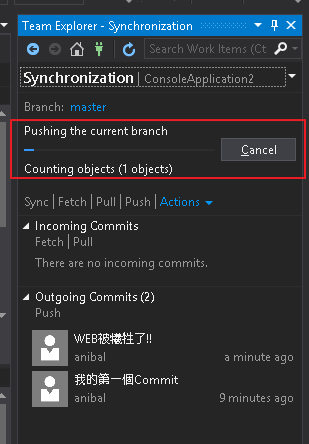 Team Explorer - Synchronization
Search Work Items (Ct
Synchronization | ConsoleApplication2
Branch: master
Pushing the current branch
Cancel
Counting objects (1 objects)
Sync | Fetch | Pull | Push | Actions
Incoming Commits
Fetch | Pull
There are no incoming commits.
Outgoing Commits (2)
Push
WEB被犧牲了!!
anibal a minute ago
我的第一個Commit
anibal 9 minutes ago